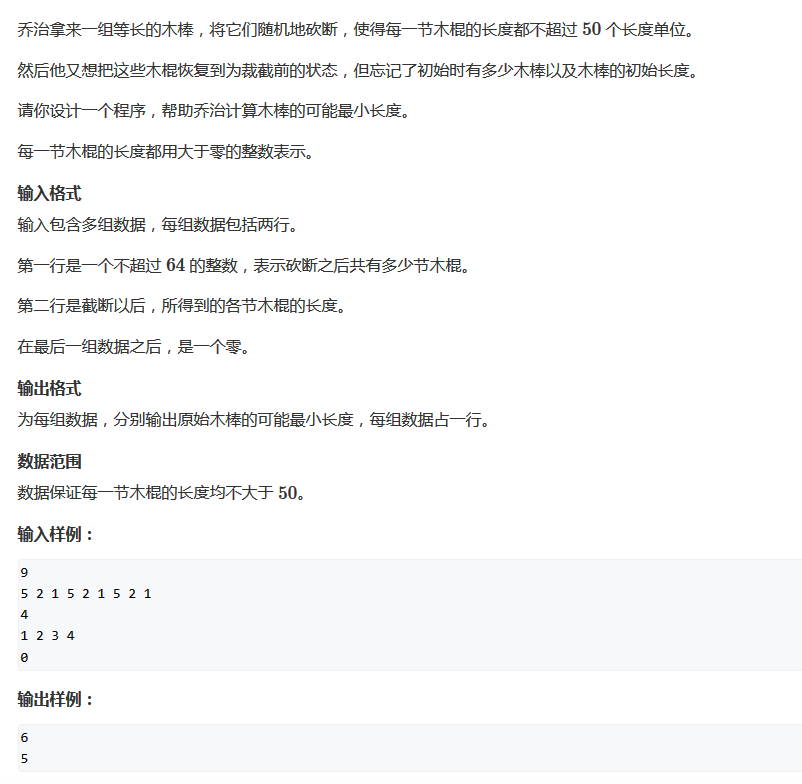 乔治拿来一组等长的木棒，将它们随机地砍断，使得每一节木棍的长度都不超过 50 个长度单位。
然后他又想把这些木棍恢复到为裁截前的状态，但忘记了初始时有多少木棒以及木棒的初始长度。
请你设计一个程序，帮助乔治计算木棒的可能最小长度。
每一节木棍的长度都用大于零的整数表示。
输入格式
输入包含多组数据，每组数据包括两行。
第一行是一个不超过 64 的整数，表示砍断之后共有多少节木棍。
第二行是截断以后，所得到的各节木棍的长度。
在最后一组数据之后，是一个零。
输出格式
为每组数据，分别输出原始木棒的可能最小长度，每组数据占一行。
数据范围
数据保证每一节木棍的长度均不大于 50。
输入样例：
9
5 2 1 5 2 1 5 2 1
4
1 2 3 4
0
输出样例：
6
5